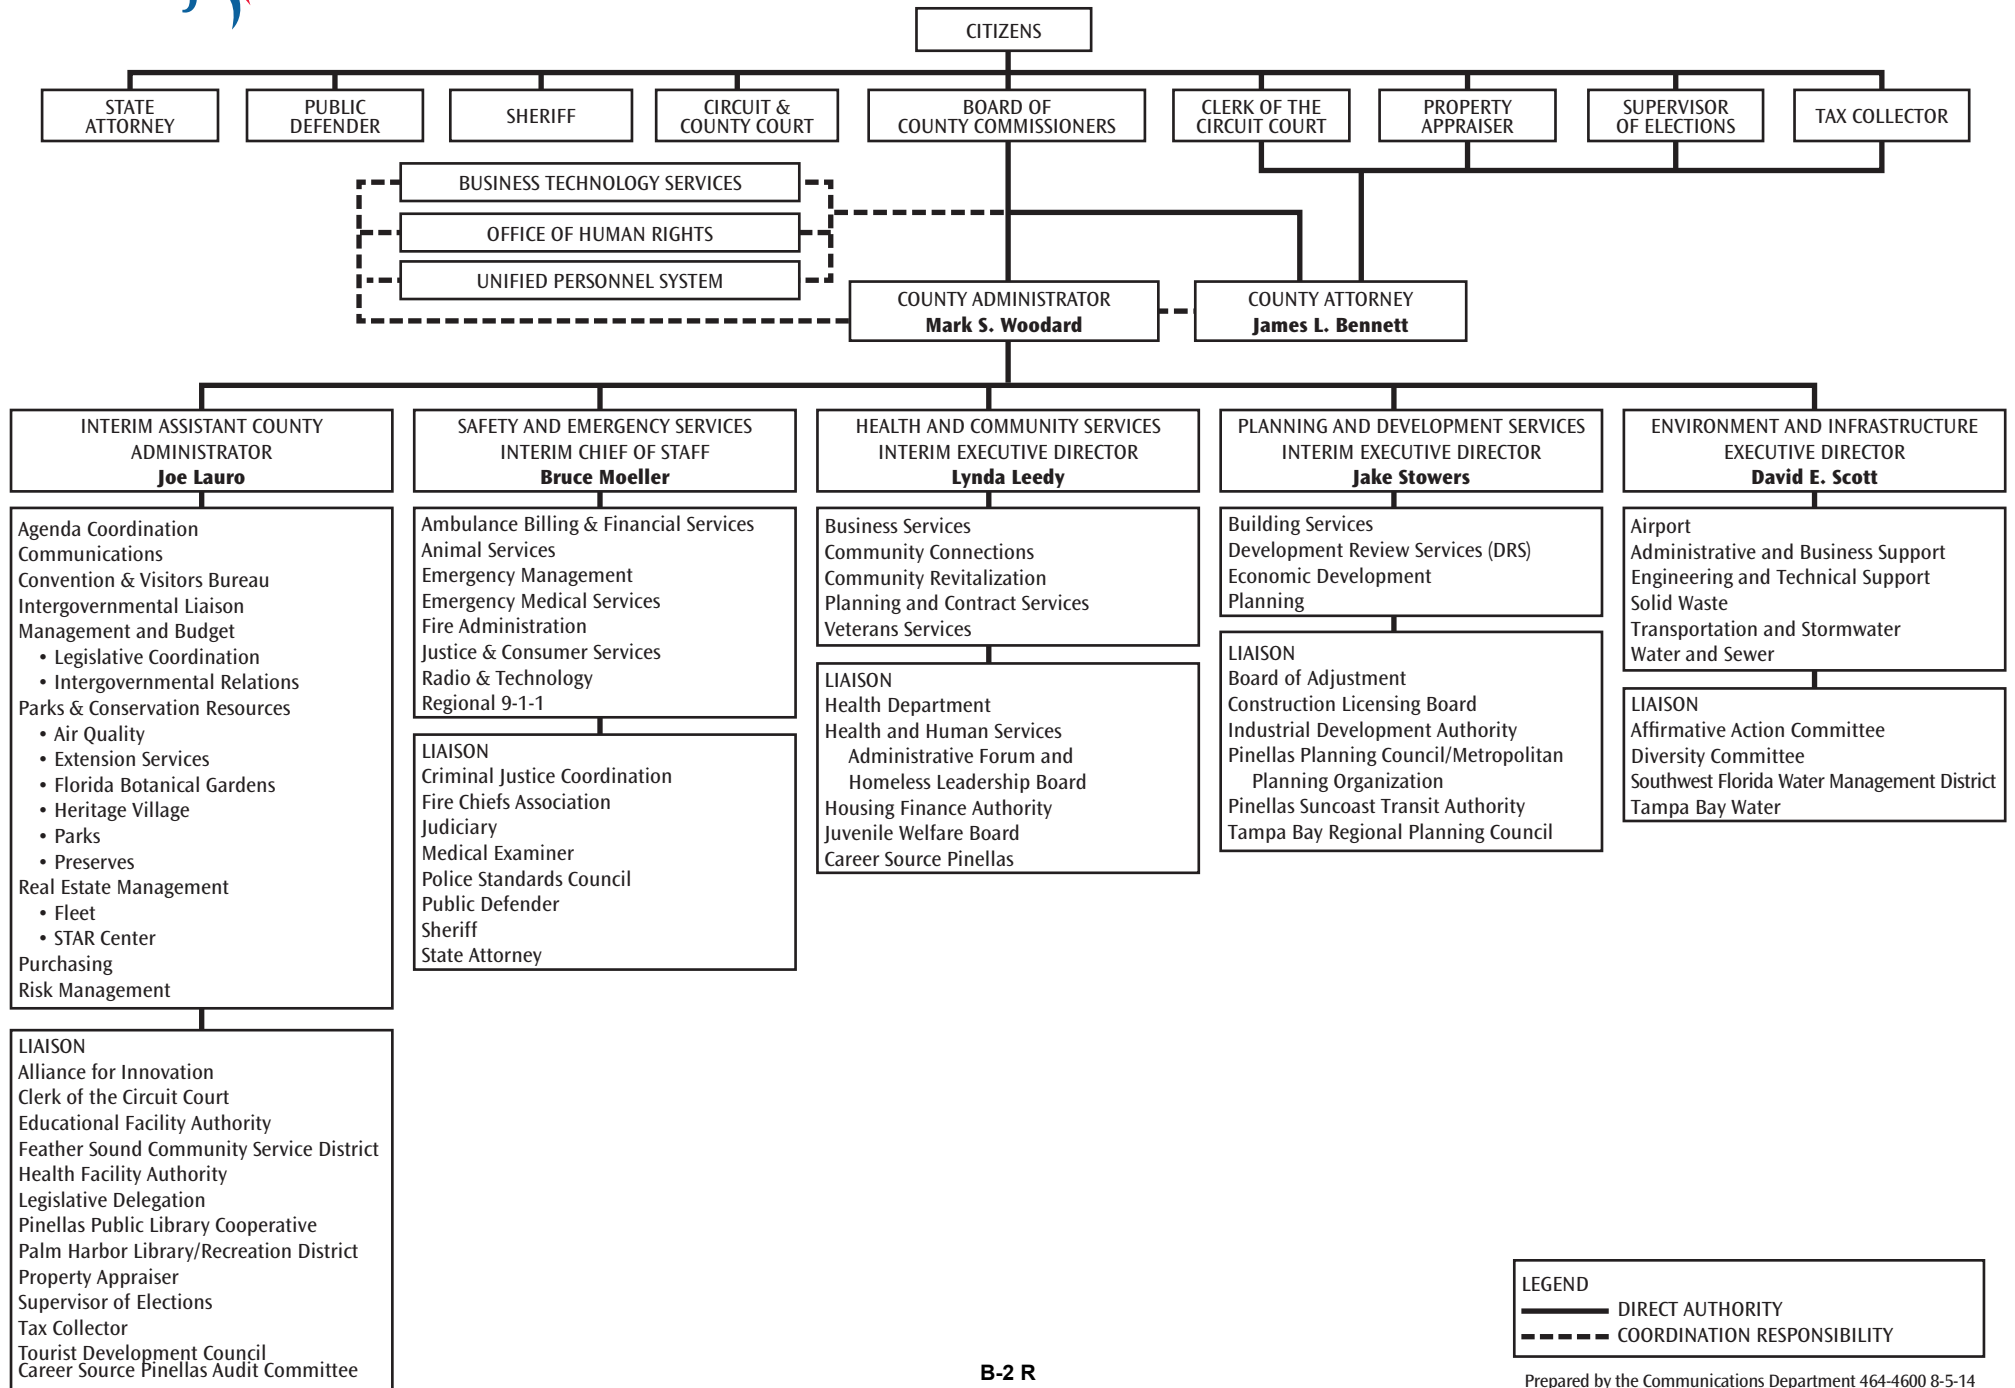 CITIZENS
STATE
ATTORNEY
PUBLIC
DEFENDER
SHERIFF
CIRCUIT &
COUNTY COURT
BOARD OF
COUNTY COMMISSIONERS
CLERK OF THE
CIRCUIT COURT
PROPERTY
APPRAISER
SUPERVISOR
OF ELECTIONS
TAX COLLECTOR
BUSINESS TECHNOLOGY SERVICES
OFFICE OF HUMAN RIGHTS
UNIFIED PERSONNEL SYSTEM
COUNTY ADMINISTRATOR
Mark S. Woodard
COUNTY ATTORNEY
James L. Bennett
INTERIM ASSISTANT COUNTY
ADMINISTRATOR
Joe Lauro
Agenda Coordination
Communications
Convention & Visitors Bureau
Intergovernmental Liaison
Management and Budget
• Legislative Coordination
• Intergovernmental Relations
Parks & Conservation Resources
• Air Quality
• Extension Services
• Florida Botanical Gardens
• Heritage Village
• Parks
• Preserves
Real Estate Management
• Fleet
• STAR Center
Purchasing
Risk Management
LIAISON
Alliance for Innovation
Clerk of the Circuit Court
Educational Facility Authority
Feather Sound Community Service District
Health Facility Authority
Legislative Delegation
Pinellas Public Library Cooperative
Palm Harbor Library/Recreation District
Property Appraiser
Supervisor of Elections
Tax Collector
Tourist Development Council
Career Source Pinellas Audit Committee
SAFETY AND EMERGENCY SERVICES
INTERIM CHIEF OF STAFF
Bruce Moeller
Ambulance Billing & Financial Services
Animal Services
Emergency Management
Emergency Medical Services
Fire Administration
Justice & Consumer Services
Radio & Technology
Regional 9-1-1
LIAISON
Criminal Justice Coordination
Fire Chiefs Association
Judiciary
Medical Examiner
Police Standards Council
Public Defender
Sheriff
State Attorney
HEALTH AND COMMUNITY SERVICES
INTERIM EXECUTIVE DIRECTOR
Lynda Leedy
Business Services
Community Connections
Community Revitalization
Planning and Contract Services
Veterans Services
LIAISON
Health Department
Health and Human Services
Administrative Forum and
Homeless Leadership Board
Housing Finance Authority
Juvenile Welfare Board
Career Source Pinellas
PLANNING AND DEVELOPMENT SERVICES
INTERIM EXECUTIVE DIRECTOR
Jake Stowers
Building Services
Development Review Services (DRS)
Economic Development
Planning
LIAISON
Board of Adjustment
Construction Licensing Board
Industrial Development Authority
Pinellas Planning Council/Metropolitan
Planning Organization
Pinellas Suncoast Transit Authority
Tampa Bay Regional Planning Council
ENVIRONMENT AND INFRASTRUCTURE
EXECUTIVE DIRECTOR
David E. Scott
Airport
Administrative and Business Support
Engineering and Technical Support
Solid Waste
Transportation and Stormwater
Water and Sewer
LIAISON
Affirmative Action Committee
Diversity Committee
Southwest Florida Water Management District
Tampa Bay Water
LEGEND
DIRECT AUTHORITY
COORDINATION RESPONSIBILITY
B-2 R
Prepared by the Communications Department 464-4600 8-5-14